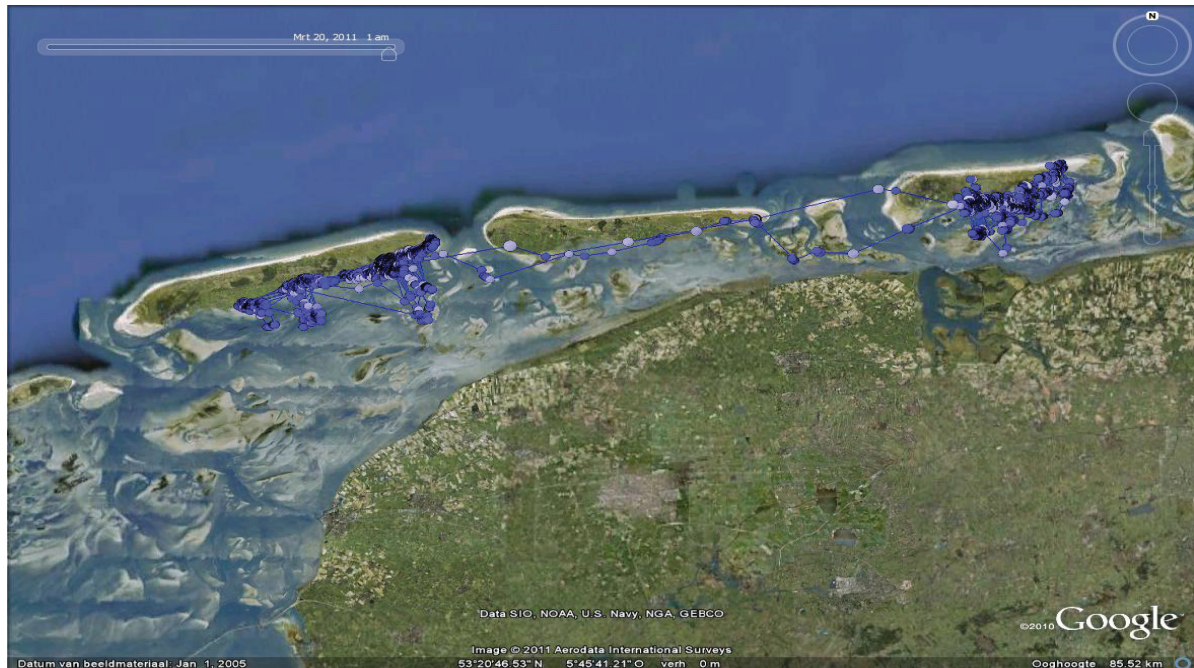 Mrt 20, 2011 1 am
N
Data SIO, NOAA, U.S. Navy, NGA, GEBCO
©2010 Google
Image © 2011 Aerodata International Surveys
Datum van beeldmateriaal: Jan 1, 2005 53°20'46.53" N 5°45'41.21" O verh 0 m Ooghoogte 85.52 km